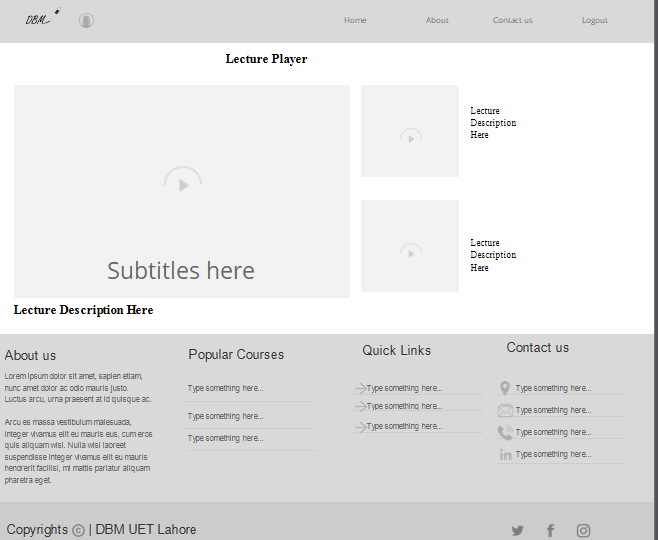 DBM
Home About Contact us Logout
Lecture Player
Subtitles here
Lecture Description Here
Lecture
Description
Here
Lecture
Description
Here
About us
Lorem ipsum dolor sit amet, sapien etiam,
nunc amet dolor ac odio mauris justo.
Luctus arcu, urna praesent at id quisque ac.
Arcu es massa vestibulum malesuada,
integer vivamus elit eu mauris eus, cum eros
quis aliquam wisi. Nulla wisi laoreet
suspendisse integer vivamus elit eu mauris
hendrerit facilisi, mi mattis pariatur aliquam
pharetra eget.
Popular Courses
Type something here...
Type something here...
Type something here...
Quick Links
Type something here...
Type something here...
Type something here...
Contact us
Type something here...
Type something here...
Type something here...
Type something here...
Copyrights © | DBM UET Lahore